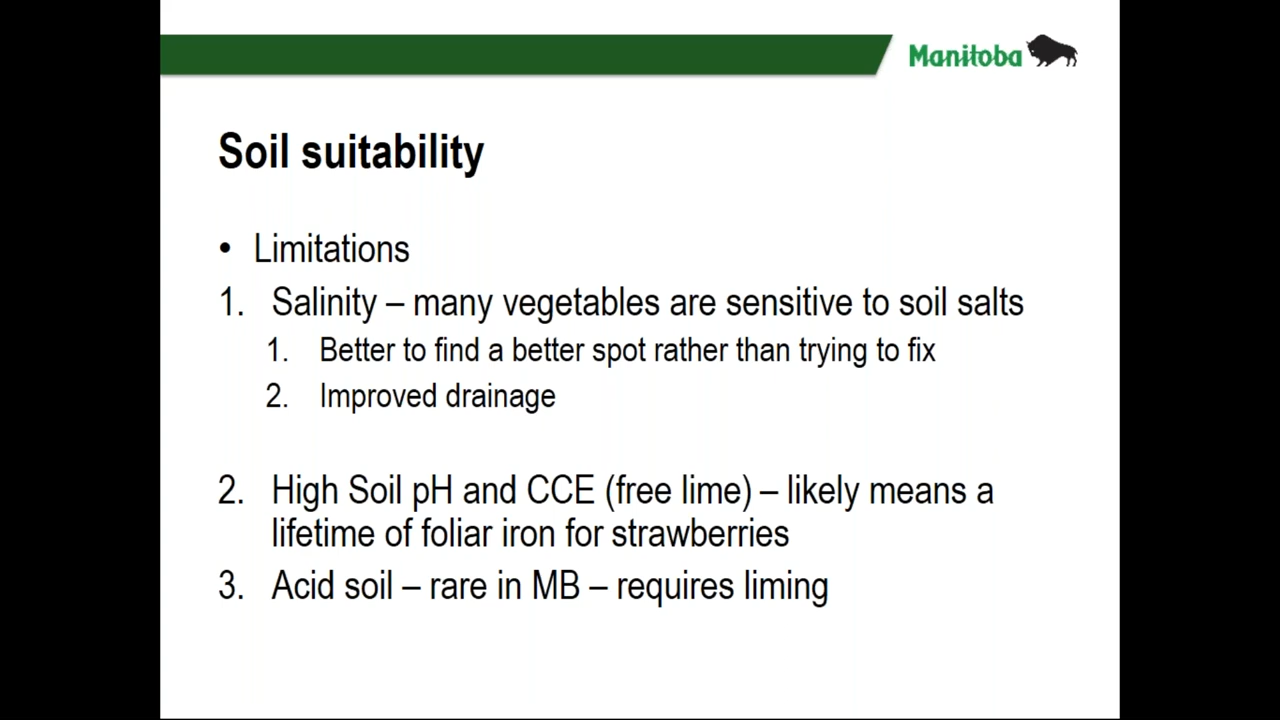 Manitoba
Soil suitability
• Limitations
1. Salinity – many vegetables are sensitive to soil salts
1. Better to find a better spot rather than trying to fix
2. Improved drainage
2. High Soil pH and CCE (free lime) – likely means a
lifetime of foliar iron for strawberries
3. Acid soil – rare in MB – requires liming